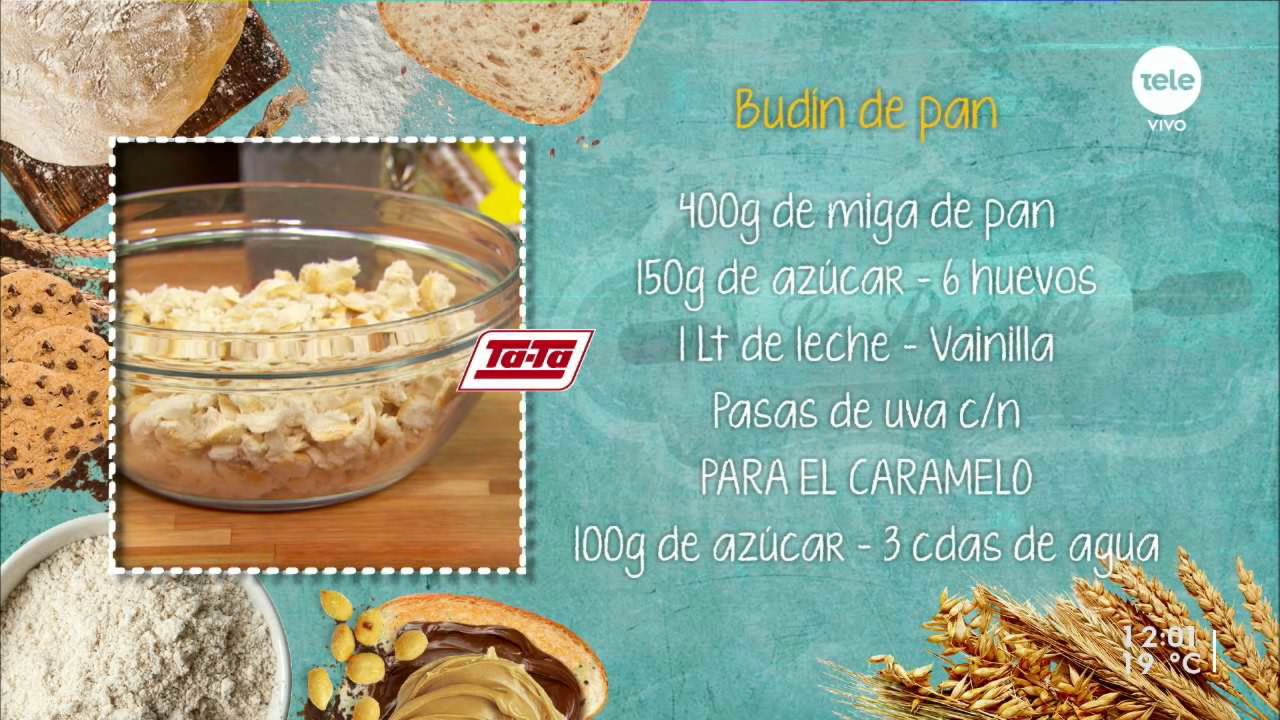 tele
VIVO
Budín de pan
400g de miga de pan
150g de azúcar - 6 huevos
1 Lt de leche - Vainilla
Ta-Ta
Pasas de uva c/n
PARA EL CARAMELO
100g de azúcar - 3 cdas de agua
12:01
19 °C